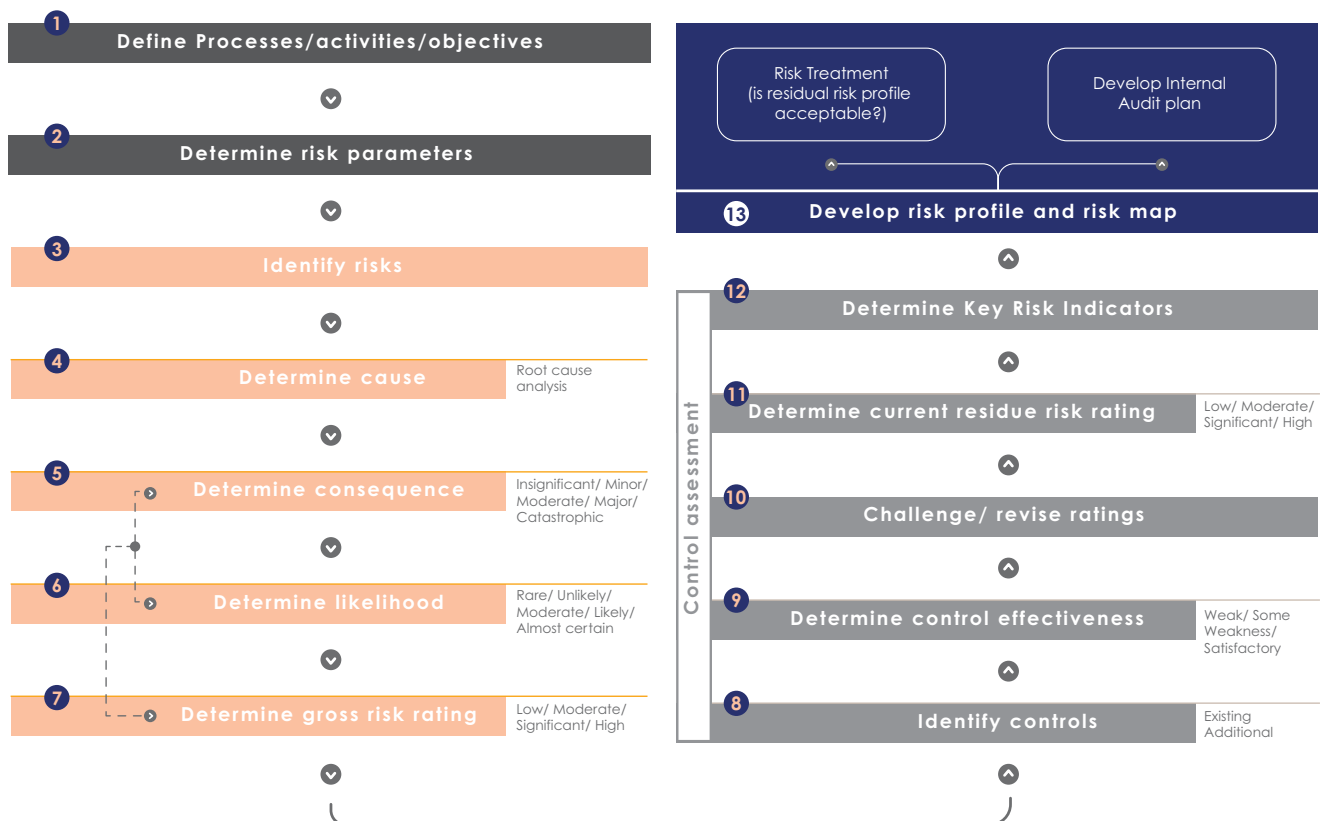 1
Define Processes/activities/objectives
2
Determine risk parameters
3
Identify risks
4
Determine cause
Root cause
analysis
5
Determine consequence
Insignificant/ Minor/
Moderate/ Major/
Catastrophic
6
Determine likelihood
Rare/ Unlikely/
Moderate/ Likely/
Almost certain
7
Determine gross risk rating
Low/ Moderate/
Significant/ High
Risk Treatment
(is residual risk profile
acceptable?)
Develop Internal
Audit plan
13
Develop risk profile and risk map
Control assessment
12
Determine Key Risk Indicators
11
Determine current residue risk rating
Low/ Moderate/
Significant/ High
10
Challenge/ revise ratings
9
Determine control effectiveness
Weak/ Some
Weakness/
Satisfactory
8
Identify controls
Existing
Additional